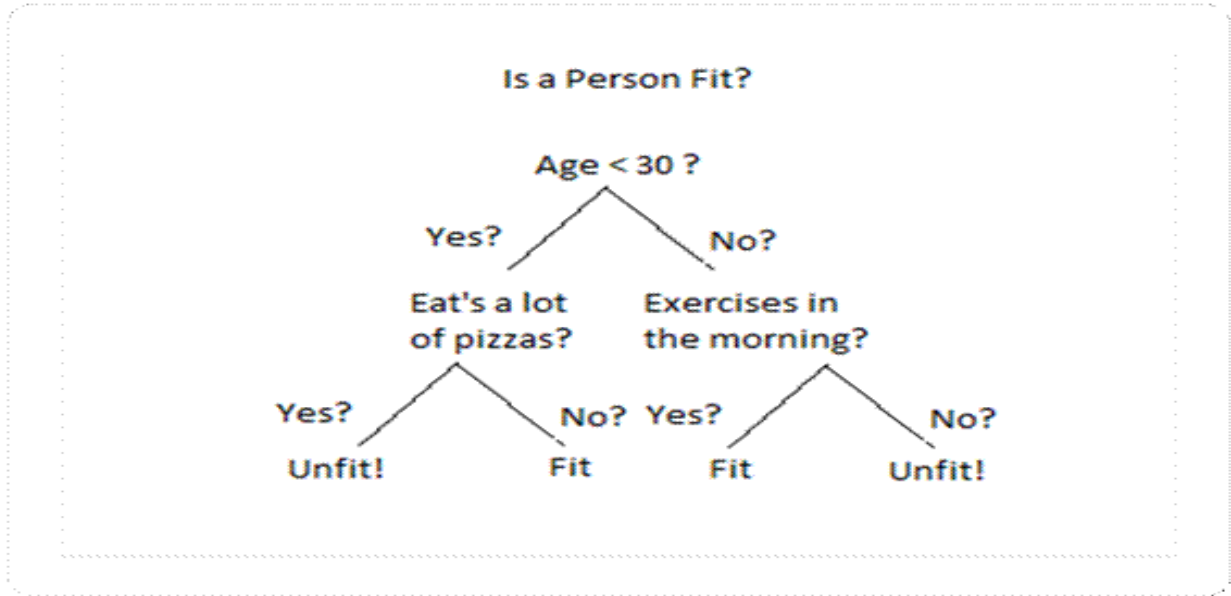 Is a Person Fit?
Age < 30 ?
Yes?
No?
Eat's a lot
of pizzas?
Exercises in
the morning?
Yes?
No?
Yes?
No?
Unfit!
Fit
Fit
Unfit!